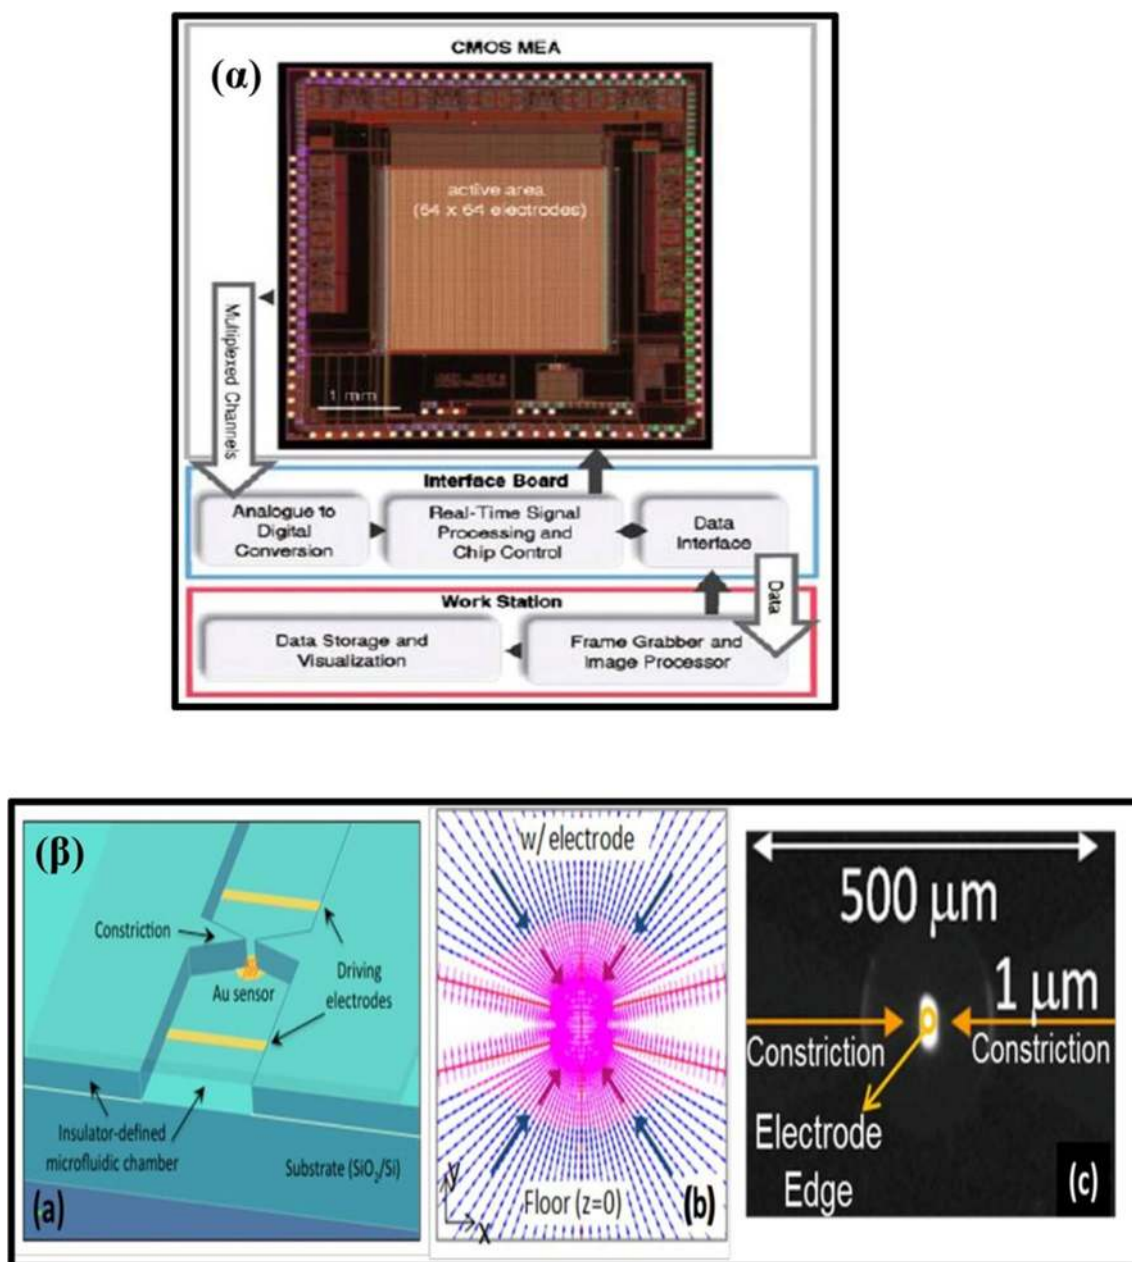 CMOS MEA
(α)
active area
(64 x 64 electrodes)
Multiplexed Channels
1 mm
Interface Board
Analogue to
Digital
Conversion
Real-Time Signal
Processing and
Chip Control
Data
Interface
Data
Work Station
Data Storage and
Visualization
Frame Grabber and
Image Processor
(β)
Constriction
Au sensor
Driving
electrodes
Insulator-defined
microfluidic chamber
Substrate (SiO₂/Si)
(a)
w/ electrode
y
x
Floor (z=0)
(b)
500 μm
1 μm
Constriction
Constriction
Electrode
Edge
(c)